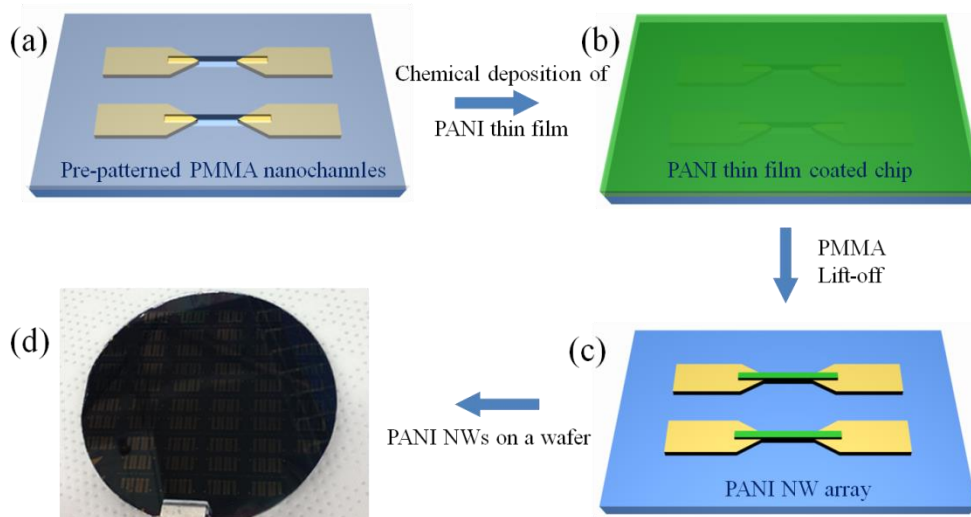 (a)
Pre-patterned PMMA nanochannles
Chemical deposition of
PANI thin film
(b)
PANI thin film coated chip
PMMA
Lift-off
(c)
PANI NW array
PANI NWs on a wafer
(d)